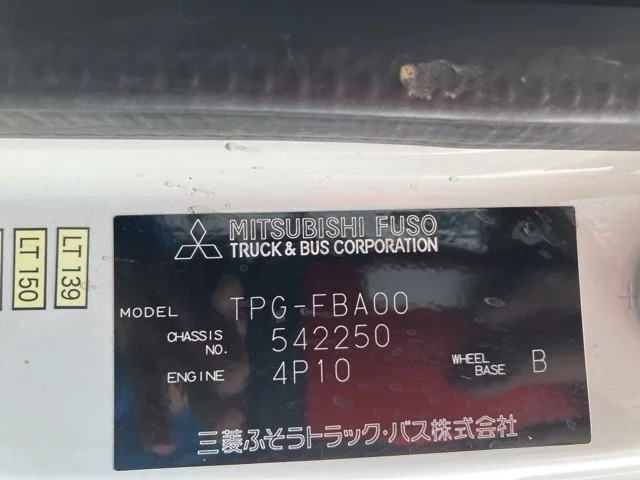 MITSUBISHI FUSO
TRUCK & BUS CORPORATION
LT 150
LT 139
MODEL TPG-FBA00
CHASSIS NO. 542250
ENGINE 4P10 WHEEL BASE B
三菱ふそうトラック・バス株式会社